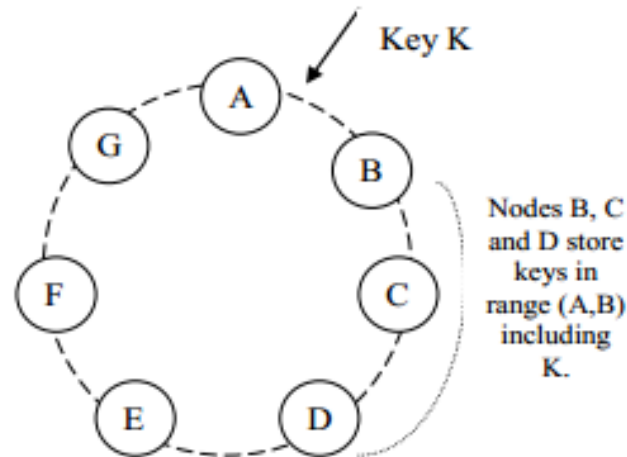 Key K
A
G
B
Nodes B, C
and D store
keys in
range (A,B)
including
K.
F
C
E
D